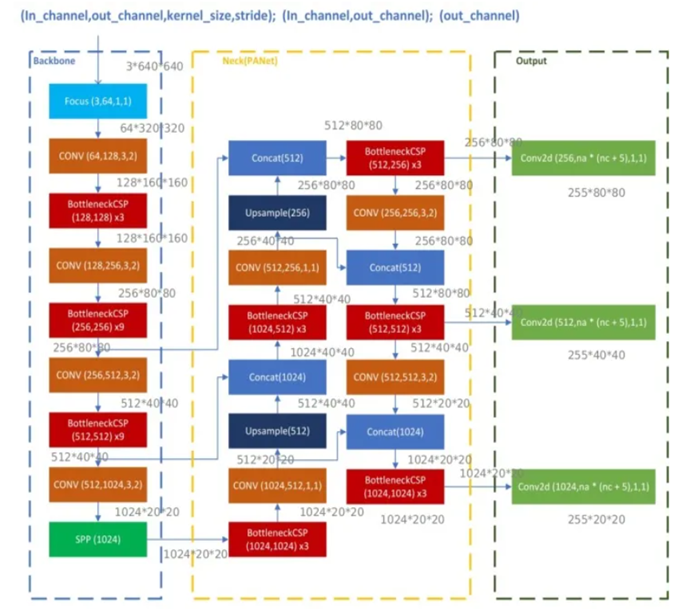 (In_channel,out_channel,kernel_size,stride); (In_channel,out_channel); (out_channel)
Backbone
3*640*640
Focus (3,64,1,1)
64*320*320
CONV (64,128,3,2)
128*160*160
BottleneckCSP
(128,128) x3
128*160*160
CONV (128,256,3,2)
256*80*80
BottleneckCSP
(256,256) x9
256*80*80
CONV (256,512,3,2)
512*40*40
BottleneckCSP
(512,512) x9
512*40*40
CONV (512,1024,3,2)
1024*20*20
SPP (1024)
1024*20*20
Neck(PANet)
Concat(512)
256*80*80
Upsample(256)
256*40*40
CONV (512,256,1,1)
512*40*40
BottleneckCSP
(1024,512) x3
1024*40*40
Concat(1024)
512*40*40
Upsample(512)
512*20*20
CONV (1024,512,1,1)
1024*20*20
BottleneckCSP
(1024,1024) x3
512*80*80
BottleneckCSP
(512,256) x3
256*80*80
CONV (256,256,3,2)
256*80*80
Concat(512)
512*80*80
BottleneckCSP
(512,512) x3
512*40*40
CONV (512,512,3,2)
512*20*20
Concat(1024)
1024*20*20
BottleneckCSP
(1024,1024) x3
1024*20*20
Output
256*80*80
Conv2d (256,na * (nc + 5),1,1)
255*80*80
512*40*40
Conv2d (512,na * (nc + 5),1,1)
255*40*40
1024*20*20
Conv2d (1024,na * (nc + 5),1,1)
255*20*20